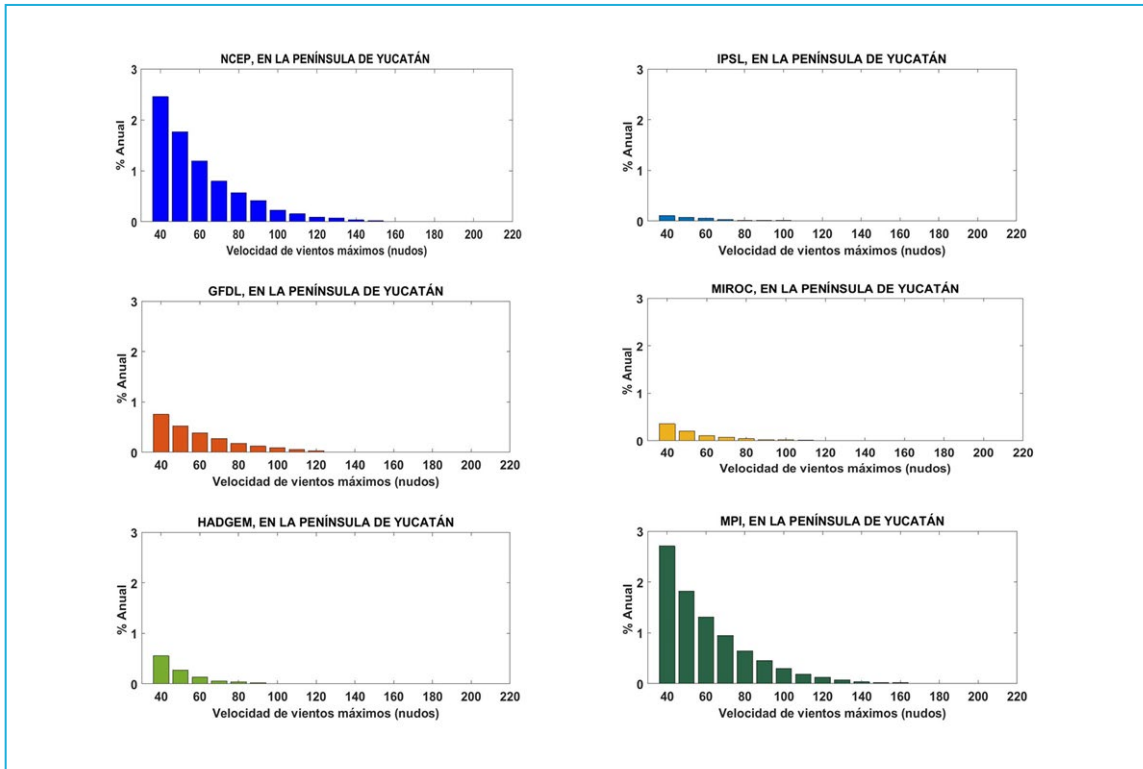 NCEP, EN LA PENÍNSULA DE YUCATÁN
3
2
1
0
% Anual
40 60 80 100 120 140 160 180 200 220
Velocidad de vientos máximos (nudos)
IPSL, EN LA PENÍNSULA DE YUCATÁN
3
2
1
0
% Anual
40 60 80 100 120 140 160 180 200 220
Velocidad de vientos máximos (nudos)
GFDL, EN LA PENÍNSULA DE YUCATÁN
3
2
1
0
% Anual
40 60 80 100 120 140 160 180 200 220
Velocidad de vientos máximos (nudos)
MIROC, EN LA PENÍNSULA DE YUCATÁN
3
2
1
0
% Anual
40 60 80 100 120 140 160 180 200 220
Velocidad de vientos máximos (nudos)
HADGEM, EN LA PENÍNSULA DE YUCATÁN
3
2
1
0
% Anual
40 60 80 100 120 140 160 180 200 220
Velocidad de vientos máximos (nudos)
MPI, EN LA PENÍNSULA DE YUCATÁN
3
2
1
0
% Anual
40 60 80 100 120 140 160 180 200 220
Velocidad de vientos máximos (nudos)